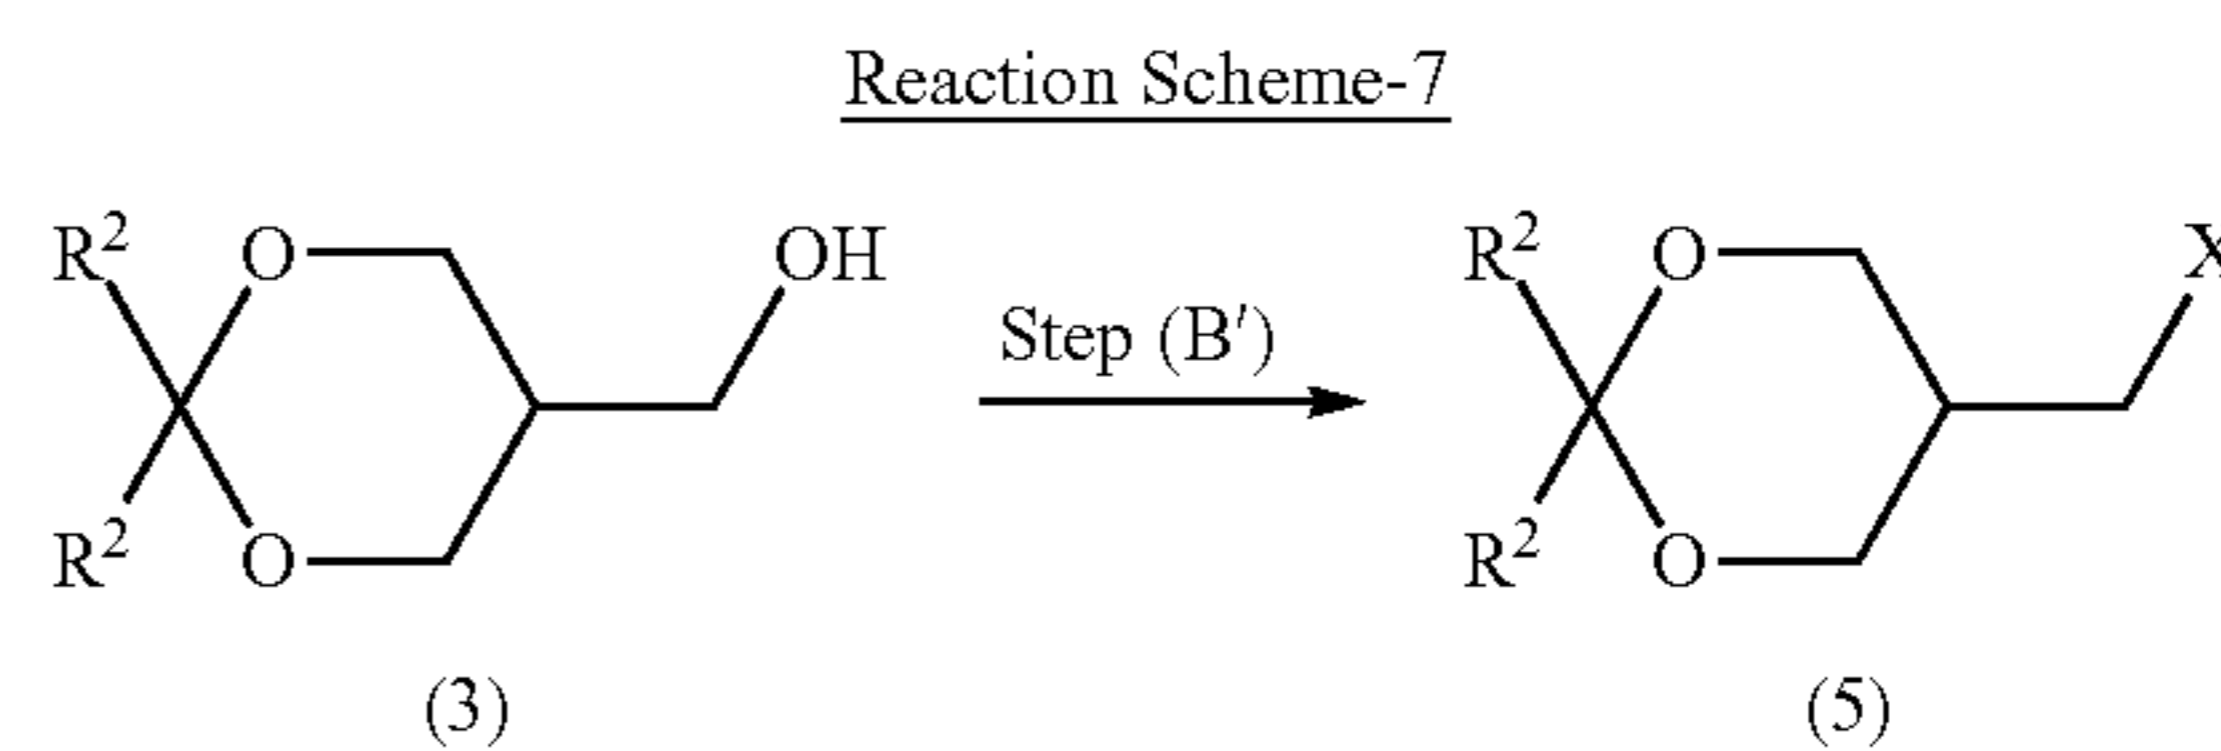 Reaction Scheme-7
R² O OH R² O X
Step (B′)
R² O R² O
(3) (5)